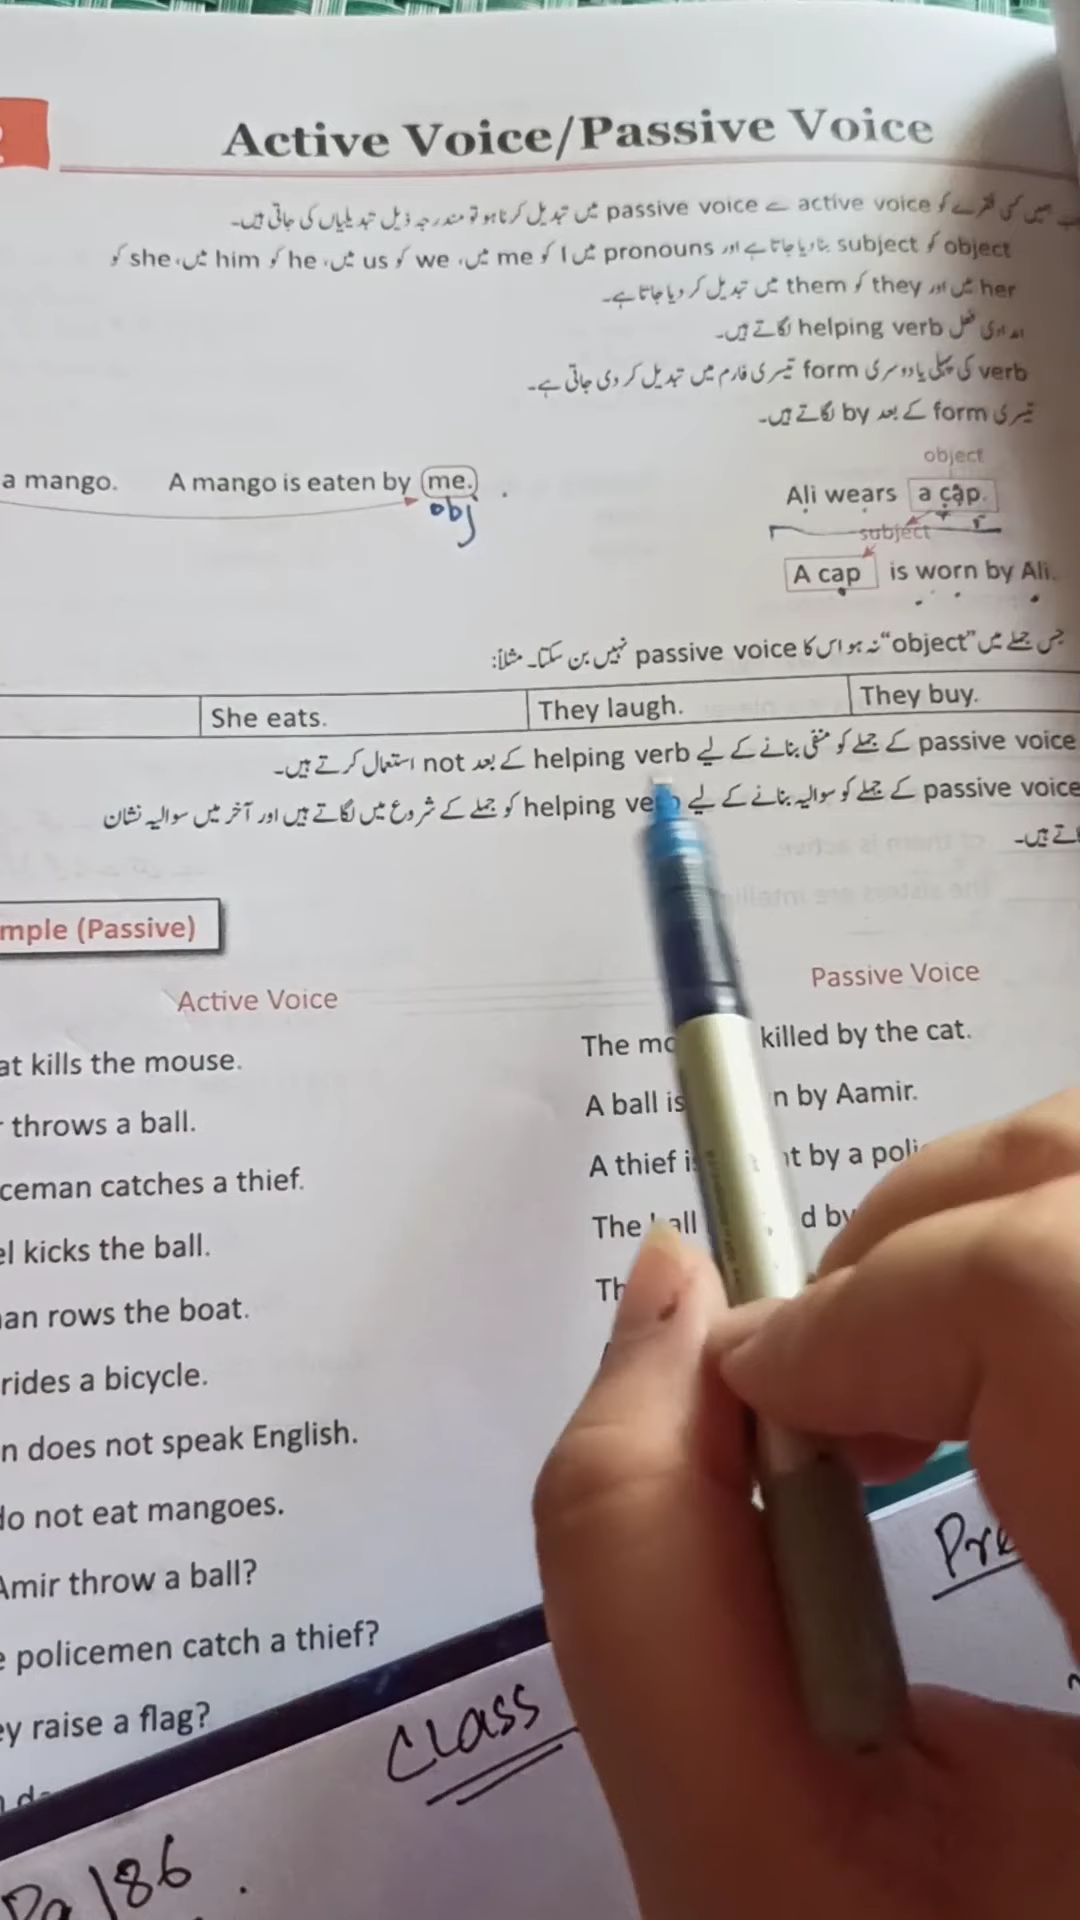 Active Voice/Passive Voice
ہمیں کسی فقرے کو active voice سے passive voice میں تبدیل کرنا ہو تو مندرجہ ذیل تبدیلیاں کی جاتی ہیں۔
object کو subject بنا دیا جاتا ہے اور pronouns میں I کو me میں، we کو us میں، he کو him میں، she کو
her میں اور they کو them میں تبدیل کر دیا جاتا ہے۔
امدادی فعل helping verb لگاتے ہیں۔
verb کی پہلی یا دوسری form تیسری فارم میں تبدیل کر دی جاتی ہے۔
تیسری form کے بعد by لگاتے ہیں۔
object
a mango. A mango is eaten by me.
obj
Ali wears a cap.
subject
A cap is worn by Ali.
جس جملے میں "object" نہ ہو اس کا passive voice نہیں بن سکتا۔ مثلاً:
She eats. They laugh. They buy.
passive voice کے جملے کو منفی بنانے کے لیے helping verb کے بعد not استعمال کرتے ہیں۔
passive voice کے جملے کو سوالیہ بنانے کے لیے helping verb کو جملے کے شروع میں لگاتے ہیں اور آخر میں سوالیہ نشان
ہیں۔
(Passive)
Active Voice Passive Voice
kills the mouse. The killed by the cat.
throws a ball. A ball is by Aamir.
catches a thief. A thief by a
kicks the ball. The
rows the boat.
rides a bicycle.
does not speak English.
do not eat mangoes.
Amir throw a ball?
policemen catch a thief?
raise a flag?
Class
186